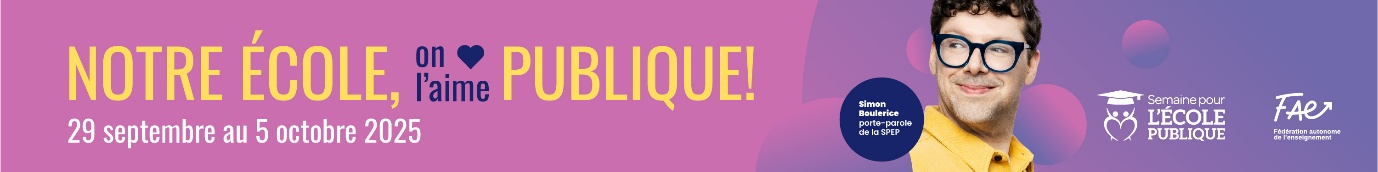 NOTRE ÉCOLE, on l'aime PUBLIQUE!
29 septembre au 5 octobre 2025
Simon
Boulerice
porte-parole
de la SPEP
Semaine pour
L'ÉCOLE
PUBLIQUE
FAE
Fédération autonome
de l'enseignement